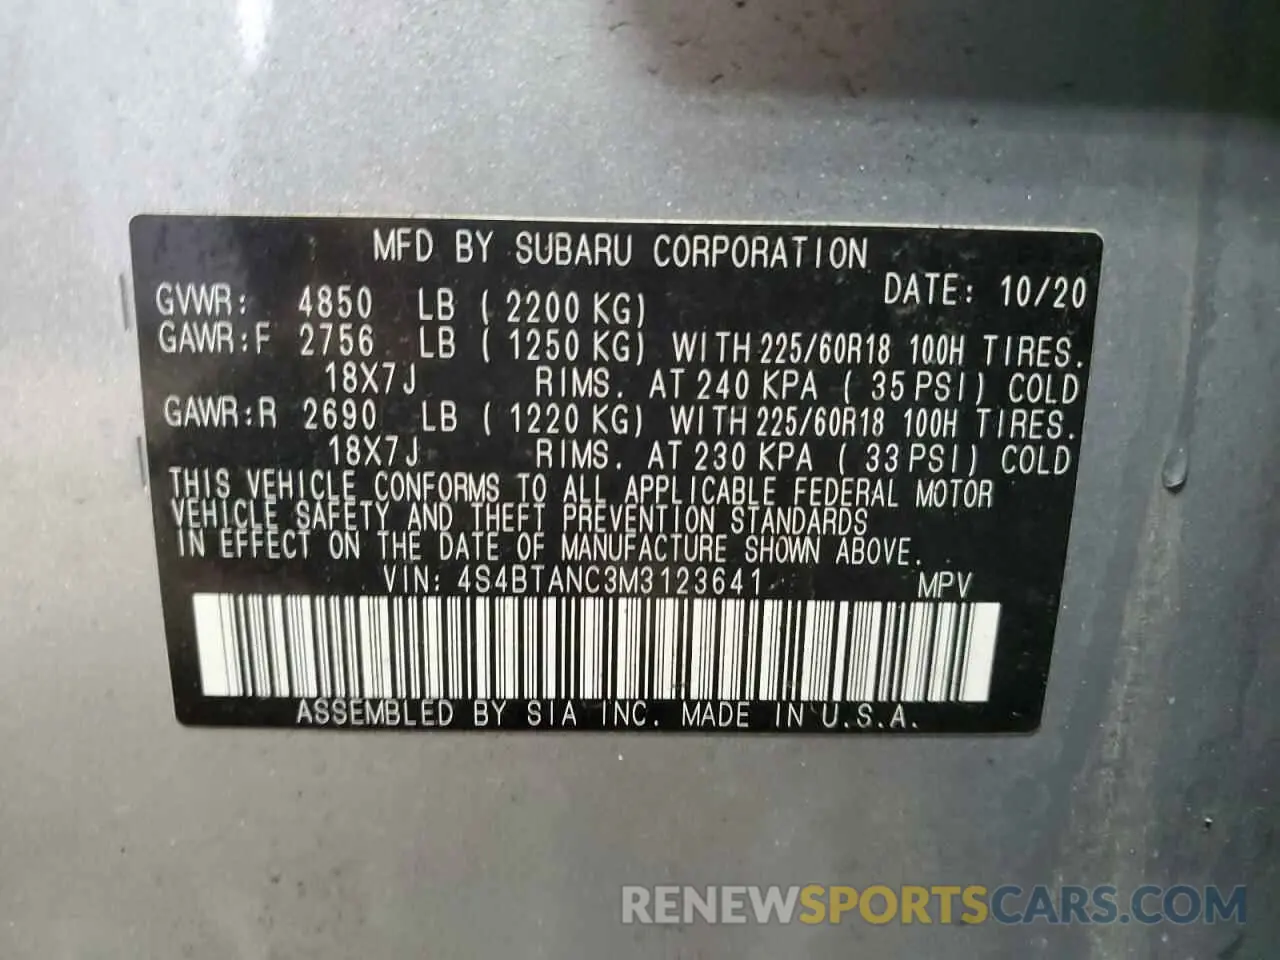 MFD BY SUBARU CORPORATION
DATE: 10/20
GVWR: 4850 LB ( 2200 KG)
GAWR:F 2756 LB ( 1250 KG) WITH 225/60R18 100H TIRES.
18X7J RIMS. AT 240 KPA ( 35 PSI) COLD
GAWR:R 2690 LB ( 1220 KG) WITH 225/60R18 100H TIRES.
18X7J RIMS. AT 230 KPA ( 33 PSI) COLD
THIS VEHICLE CONFORMS TO ALL APPLICABLE FEDERAL MOTOR
VEHICLE SAFETY AND THEFT PREVENTION STANDARDS
IN EFFECT ON THE DATE OF MANUFACTURE SHOWN ABOVE.
VIN: 4S4BTANC3M3123641 MPV
ASSEMBLED BY SIA INC. MADE IN U.S.A.
RENEWSPORTSCARS.COM